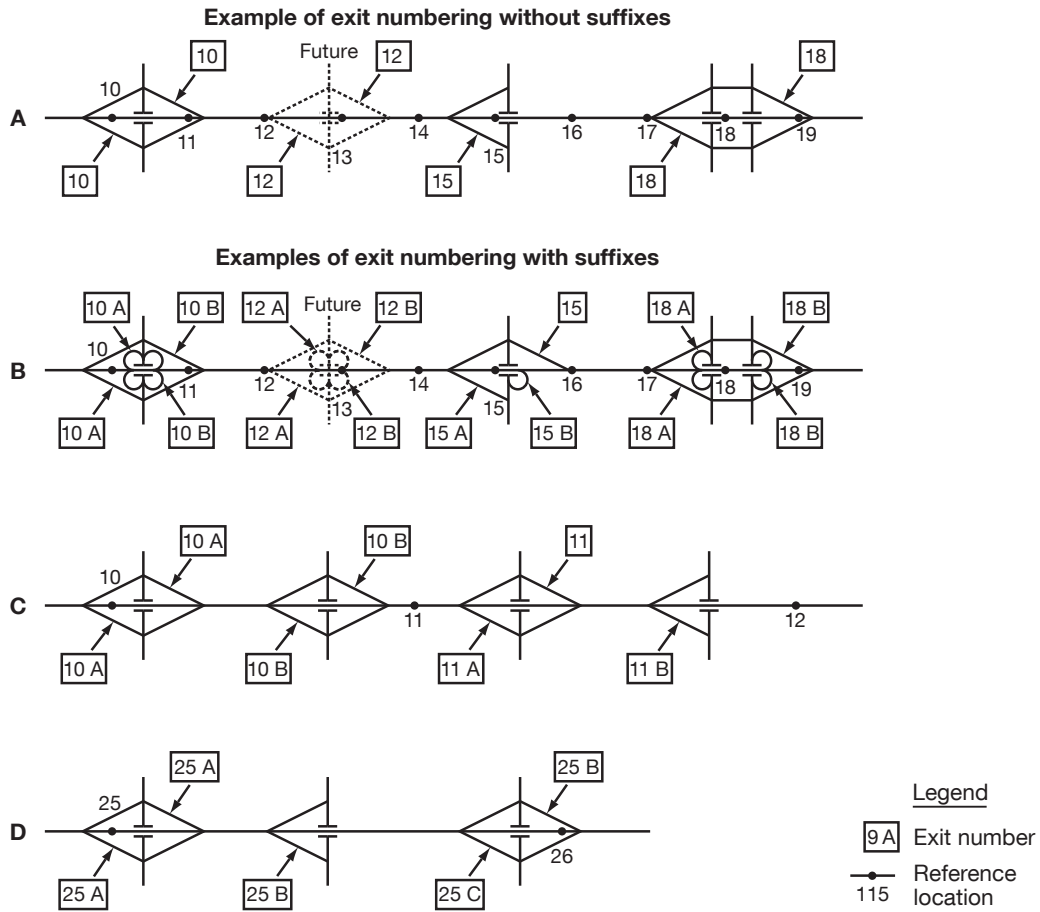 Example of exit numbering without suffixes
Future
10
12
18
10
A
11
12
13
14
15
16
17
18
19
10
12
15
18
Examples of exit numbering with suffixes
Future
10 A
10 B
12 A
12 B
15
18 A
18 B
10
B
11
12
13
14
15
16
17
18
19
10 A
10 B
12 A
12 B
15 A
15 B
18 A
18 B
10 A
10 B
11
10
C
11
12
10 A
10 B
11 A
11 B
25 A
25 B
25
D
26
25 A
25 B
25 C
Legend
9 A Exit number
115 Reference
location